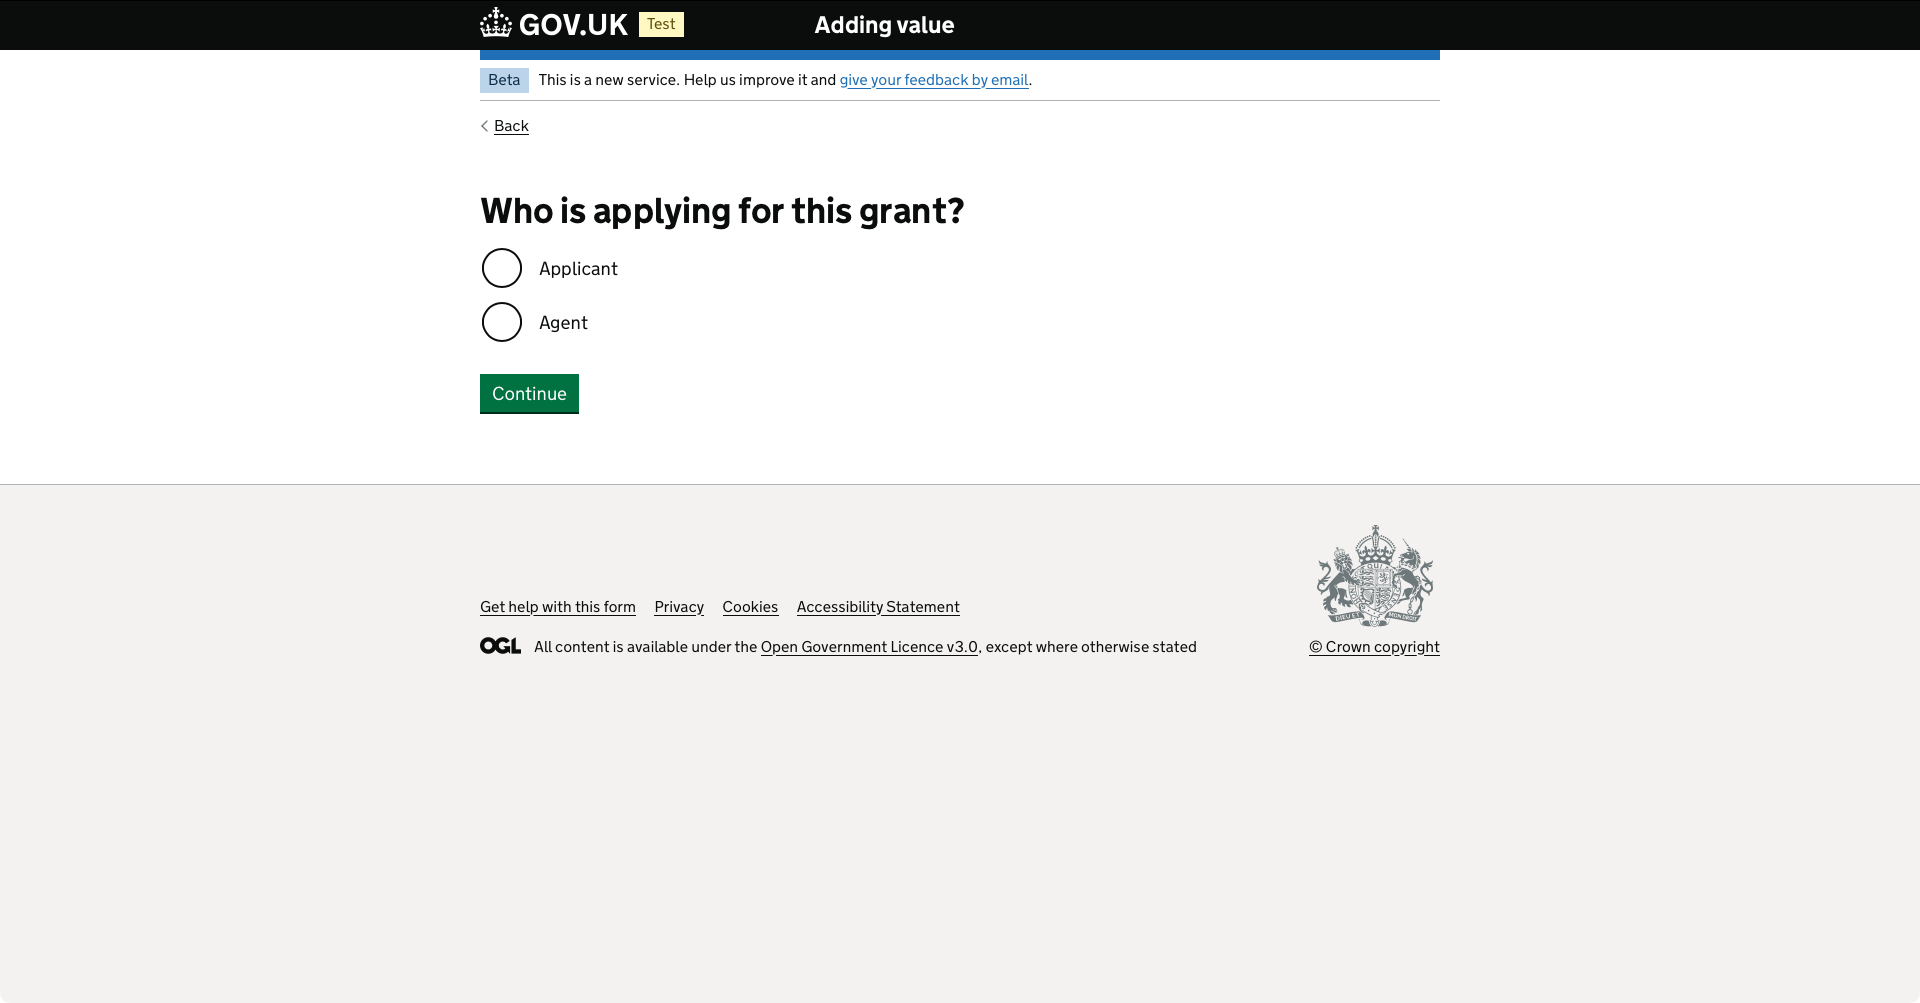 GOV.UK Test Adding value
Beta This is a new service. Help us improve it and give your feedback by email.
Back
Who is applying for this grant?
Applicant
Agent
Continue
Get help with this form Privacy Cookies Accessibility Statement
OGL All content is available under the Open Government Licence v3.0, except where otherwise stated
© Crown copyright